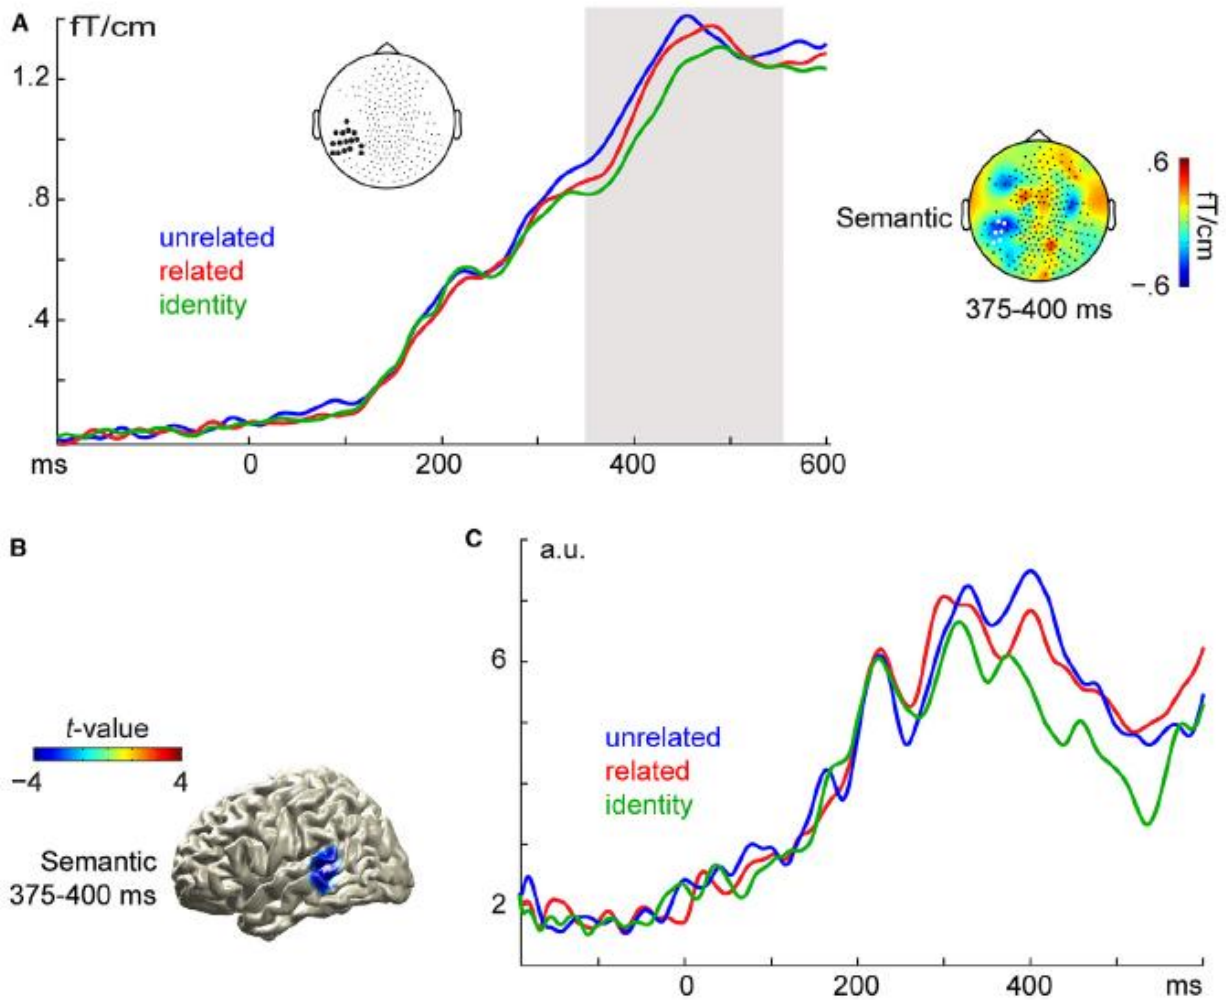 A
fT/cm
1.2
.8
.4
unrelated
related
identity
ms
0
200
400
600
Semantic
.6
fT/cm
−.6
375-400 ms
B
t-value
−4
4
Semantic
375-400 ms
C
a.u.
6
2
unrelated
related
identity
0
200
400
ms